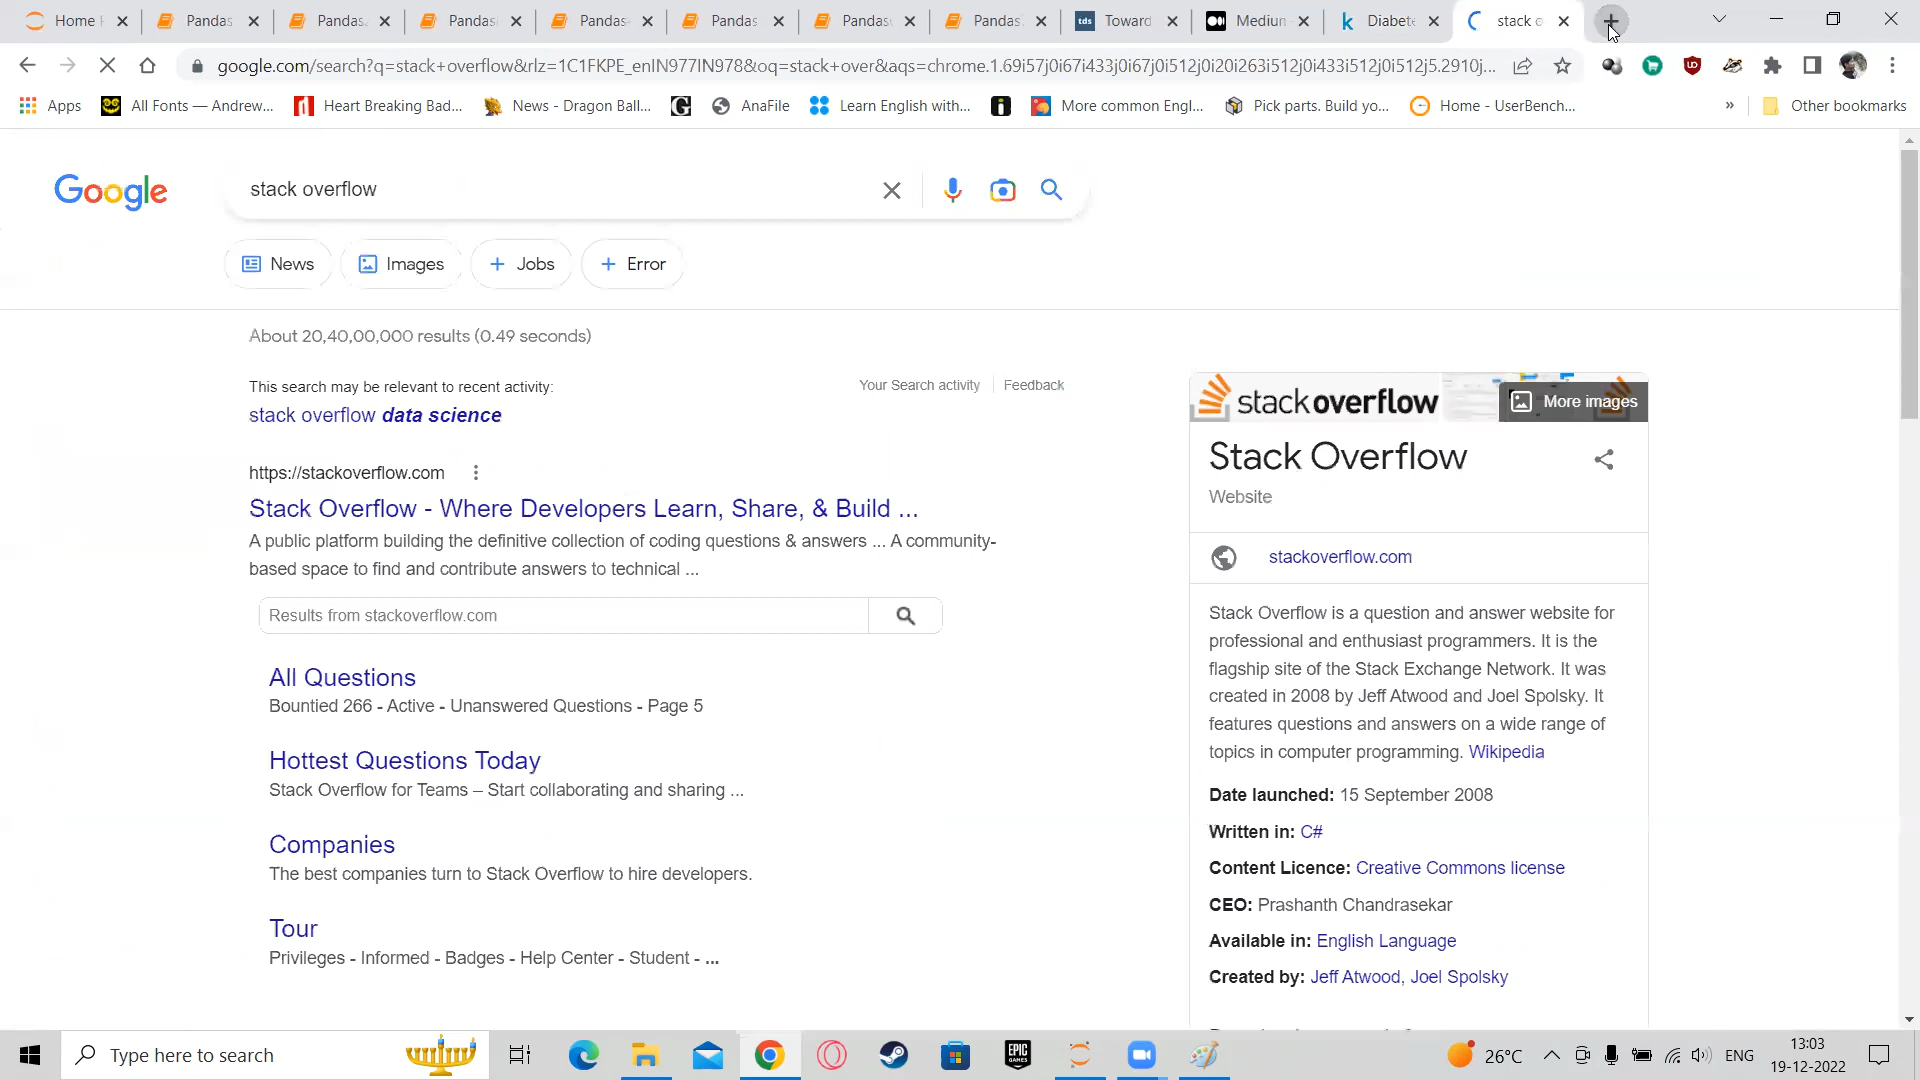 Home Pandas Pandas Pandas Pandas Pandas Pandas Pandas tds Toward Medium Diabete stack o
google.com/search?q=stack+overflow&rlz=1C1FKPE_enIN977IN978&oq=stack+over&aqs=chrome.1.69i57j0i67i433j0i67j0i512j0i20i263i512j0i433i512j0i512j5.2910j...
Apps All Fonts — Andrew... Heart Breaking Bad... News - Dragon Ball... G AnaFile Learn English with... More common Engl... Pick parts. Build yo... Home - UserBench... » Other bookmarks
Google stack overflow
News Images + Jobs + Error
About 20,40,00,000 results (0.49 seconds)
This search may be relevant to recent activity: Your Search activity Feedback
stack overflow data science
https://stackoverflow.com
Stack Overflow - Where Developers Learn, Share, & Build ...
A public platform building the definitive collection of coding questions & answers ... A community-
based space to find and contribute answers to technical ...
Results from stackoverflow.com
All Questions
Bountied 266 - Active - Unanswered Questions - Page 5
Hottest Questions Today
Stack Overflow for Teams – Start collaborating and sharing ...
Companies
The best companies turn to Stack Overflow to hire developers.
Tour
Privileges - Informed - Badges - Help Center - Student - ...
stackoverflow More images
Stack Overflow
Website
stackoverflow.com
Stack Overflow is a question and answer website for
professional and enthusiast programmers. It is the
flagship site of the Stack Exchange Network. It was
created in 2008 by Jeff Atwood and Joel Spolsky. It
features questions and answers on a wide range of
topics in computer programming. Wikipedia
Date launched: 15 September 2008
Written in: C#
Content Licence: Creative Commons license
CEO: Prashanth Chandrasekar
Available in: English Language
Created by: Jeff Atwood, Joel Spolsky
Type here to search EPIC GAMES 26°C ENG 13:03
19-12-2022